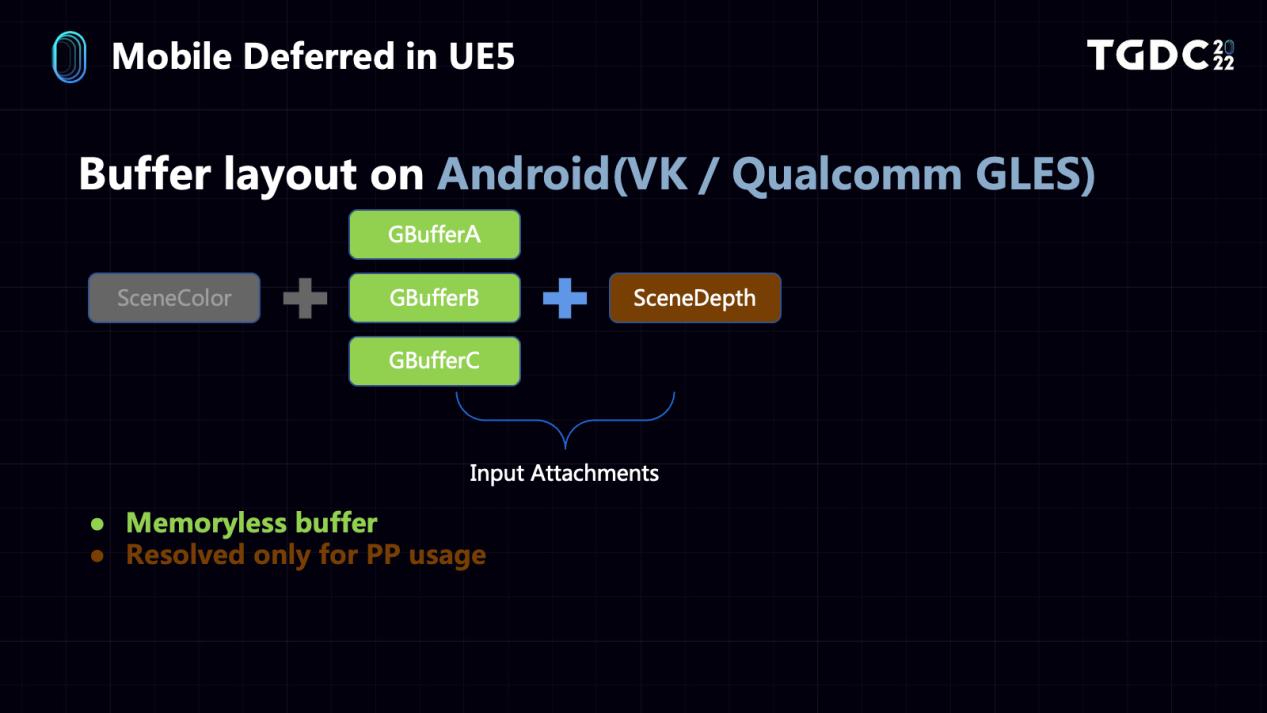 Mobile Deferred in UE5
TGDC 2022
Buffer layout on Android(VK / Qualcomm GLES)
GBufferA
SceneColor
GBufferB
SceneDepth
GBufferC
Input Attachments
● Memoryless buffer
● Resolved only for PP usage